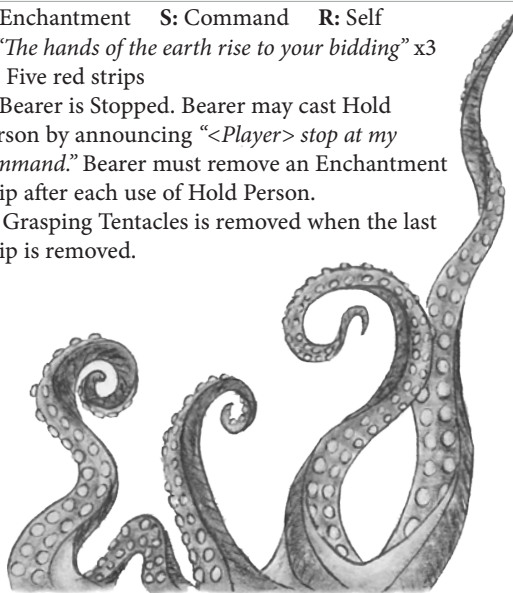 Enchantment S: Command R: Self
“The hands of the earth rise to your bidding” x3
Five red strips
Bearer is Stopped. Bearer may cast Hold
rson by announcing “<Player> stop at my
mmand.” Bearer must remove an Enchantment
ip after each use of Hold Person.
Grasping Tentacles is removed when the last
ip is removed.